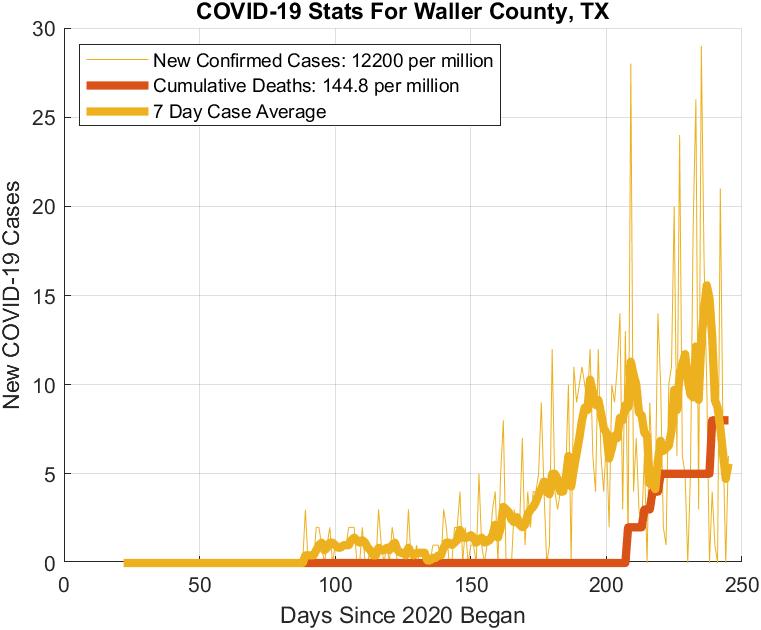 COVID-19 Stats For Waller County, TX
30
25
20
15
10
5
0
New Confirmed Cases: 12200 per million
Cumulative Deaths: 144.8 per million
7 Day Case Average
New COVID-19 Cases
0 50 100 150 200 250
Days Since 2020 Began